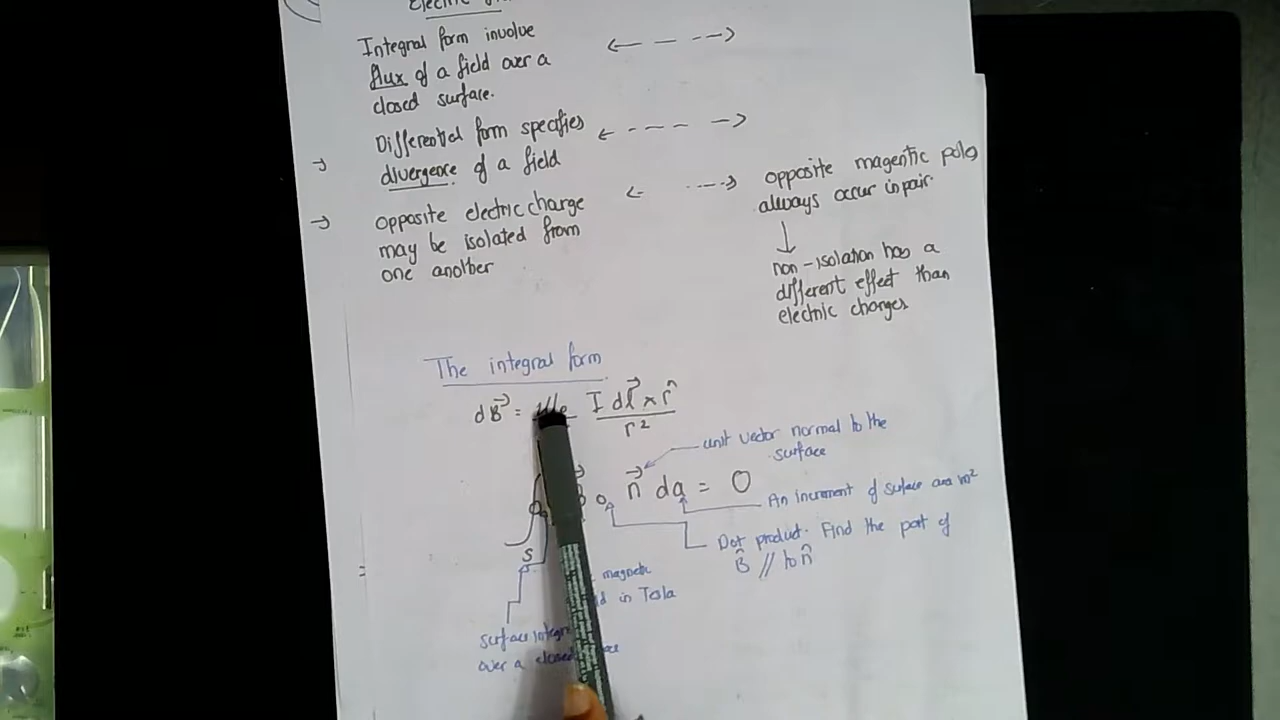 Electric
Integral form involve
flux of a field over a
closed surface.
→ Differential form specifies
divergence of a field
→ Opposite electric charge
may be isolated from
one another
opposite magentic poles
always occur in pair.
non-isolation has a
different effect than
electric charges
The integral form
dB⃗ = I dl⃗ × r̂
r²
unit vector normal to the
surface
n⃗ da = 0
An increment of surface area m²
Dot product. Find the part of
B̂ // to n̂
S
magnetic
in Tesla
surface
over a closed